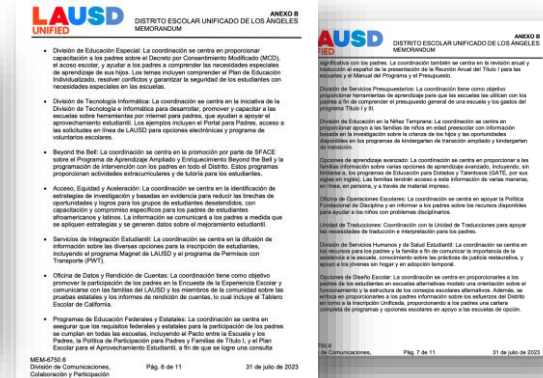 LAUSD
UNIFIED
ANEXO B
DISTRITO ESCOLAR UNIFICADO DE LOS ÁNGELES
MEMORANDUM
• División de Educación Especial: La coordinación se centra en proporcionar
capacitación a los padres sobre el Decreto por Consentimiento Modificado (MCD),
el acoso escolar, y ayudar a los padres a comprender las necesidades especiales
de aprendizaje de sus hijos. Los temas incluyen comprender el Plan de Educación
Individualizado, resolver conflictos y garantizar la seguridad de los estudiantes con
necesidades especiales en las escuelas.
• División de Tecnología Informática: La coordinación se centra en la iniciativa de la
División de Tecnología e Informática para desarrollar, promover y capacitar a las
escuelas sobre herramientas por internet para padres, que ayudan a apoyar el
aprovechamiento estudiantil. Los ejemplos incluyen el Portal para Padres, acceso a
las solicitudes en línea de LAUSD para opciones electrónicas y programa de
voluntarios escolares.
• Beyond the Bell: La coordinación se centra en la promoción por parte de SFACE
sobre el Programa de Aprendizaje Ampliado y Enriquecimiento Beyond the Bell y la
programación de intervención con los padres en todo el Distrito. Estos programas
proporcionan actividades extracurriculares y de tutoría para los estudiantes.
• Acceso, Equidad y Aceleración: La coordinación se centra en la identificación de
estrategias de investigación y basadas en evidencia para reducir las brechas de
oportunidades y logros para los grupos de estudiantes desatendidos, con
capacitación y compromiso específicos para los padres de estudiantes
afroamericanos y latinos. La información se comunicará a los padres a medida que
se apliquen estrategias y se generen datos sobre el mejoramiento estudiantil.
• Servicios de Integración Estudiantil: La coordinación se centra en la difusión de
información sobre las diversas opciones para la inscripción de estudiantes,
incluyendo el programa Magnet de LAUSD y el programa de Permisos con
Transporte (PWT).
• Oficina de Datos y Rendición de Cuentas: La coordinación tiene como objetivo
promover la participación de los padres en la Encuesta de la Experiencia Escolar y
comunicarse con las familias del LAUSD y los miembros de la comunidad sobre las
pruebas estatales y los informes de rendición de cuentas, lo cual incluye el Tablero
Escolar de California.
• Programas de Educación Federales y Estatales: La coordinación se centra en
asegurar que los requisitos federales y estatales para la participación de los padres
se cumplan en todas las escuelas, incluyendo el Pacto entre la Escuela y los
Padres, la Política de Participación para Padres y Familias de Título I, y el Plan
Escolar para el Aprovechamiento Estudiantil, a fin de que se logre una consulta
MEM-6750.6
División de Comunicaciones,
Colaboración y Participación
Pág. 6 de 11
31 de julio de 2023
AUSD
FIED
ANEXO B
DISTRITO ESCOLAR UNIFICADO DE LOS ÁNGELES
MEMORANDUM
significativa con los padres. La coordinación también se centra en la revisión anual y
traducción al español de la presentación de la Reunión Anual del Título I para las
escuelas y el Manual del Programa y el Presupuesto.
División de Servicios Presupuestarios: La coordinación tiene como objetivo
proporcionar herramientas de aprendizaje para que las escuelas las utilicen con los
padres a fin de comprender el presupuesto general de una escuela y los gastos del
programa Título I y III.
División de Educación en la Niñez Temprana: La coordinación se centra en
proporcionar apoyo a las familias de niños en edad preescolar con información
basada en la investigación sobre la crianza de los hijos y las oportunidades
disponibles en los programas de kindergarten de transición ampliado y kindergarten
de transición.
Opciones de aprendizaje avanzado: La coordinación se centra en proporcionar a las
familias información sobre varias opciones de aprendizaje avanzado, incluyendo, sin
limitarse a, los programas de Educación para Dotados y Talentosos (GATE, por sus
siglas en inglés). Las familias tendrán acceso a esta información de varias maneras,
en línea, en persona, y a través de material impreso.
Oficina de Operaciones Escolares: La coordinación se centra en apoyar la Política
Fundacional de Disciplina y en informar a los padres sobre los recursos disponibles
para ayudar a los niños con problemas disciplinarios.
Unidad de Traducciones: Coordinación con la Unidad de Traducciones para apoyar
las necesidades de traducción e interpretación para los padres.
División de Servicios Humanos y de Salud Estudiantil: La coordinación se centra en
los recursos para los padres y la familia a fin de comunicar la importancia de la
asistencia a la escuela, conocimiento sobre las prácticas de justicia restaurativa, y
apoyo a los jóvenes sin hogar y en adopción temporal.
Opciones de Diseño Escolar: La coordinación se centra en proporcionarles a los
padres de los estudiantes en escuelas alternativas modelo una orientación sobre el
funcionamiento y la estructura de los consejos escolares alternativos. Además, se
enfoca en proporcionarles a los padres información sobre los esfuerzos del Distrito
en torno a la Inscripción Unificada, proporcionando a los padres una cartera
completa de programas y opciones escolares en apoyo a las escuelas de opción.
750.6
de Comunicaciones,
Pág. 7 de 11
31 de julio de 2023